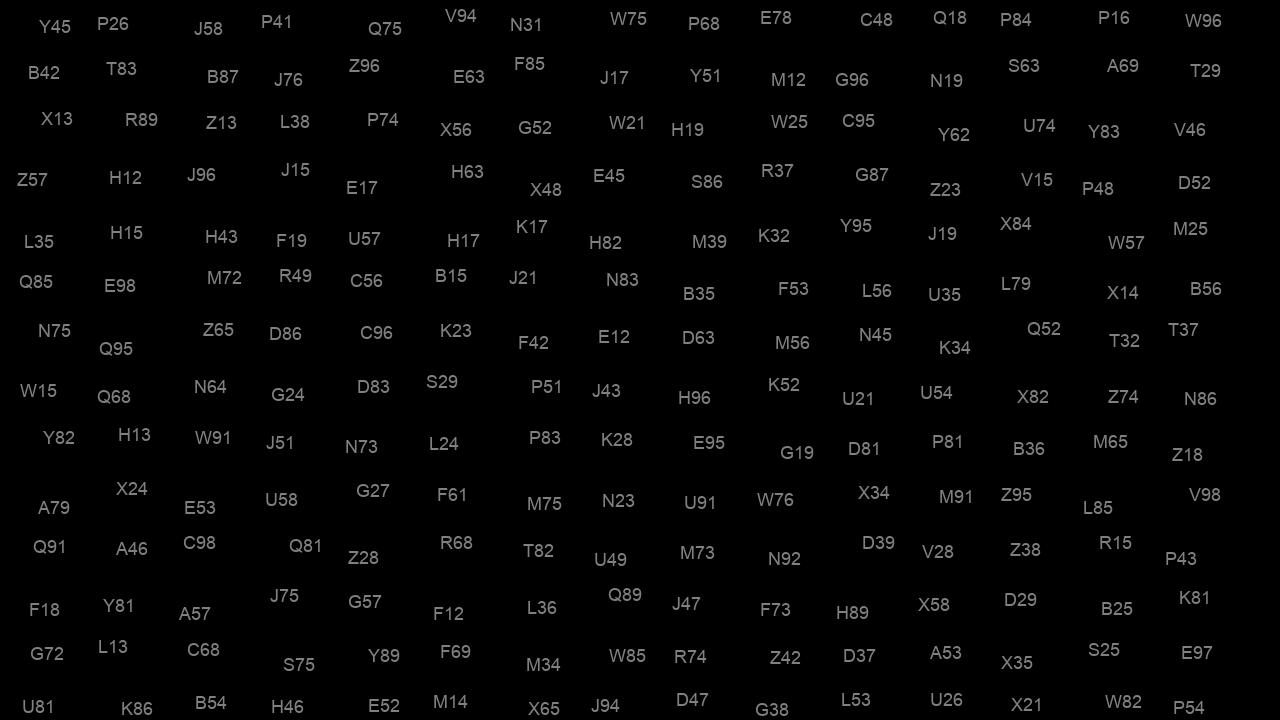 Y45 P26 J58 P41 Q75 V94 N31 W75 P68 E78 C48 Q18 P84 P16 W96
B42 T83 B87 J76 Z96 E63 F85 J17 Y51 M12 G96 N19 S63 A69 T29
X13 R89 Z13 L38 P74 X56 G52 W21 H19 W25 C95 Y62 U74 Y83 V46
Z57 H12 J96 J15 E17 H63 X48 E45 S86 R37 G87 Z23 V15 P48 D52
L35 H15 H43 F19 U57 H17 K17 H82 M39 K32 Y95 J19 X84 W57 M25
Q85 E98 M72 R49 C56 B15 J21 N83 B35 F53 L56 U35 L79 X14 B56
N75 Q95 Z65 D86 C96 K23 F42 E12 D63 M56 N45 K34 Q52 T32 T37
W15 Q68 N64 G24 D83 S29 P51 J43 H96 K52 U21 U54 X82 Z74 N86
Y82 H13 W91 J51 N73 L24 P83 K28 E95 G19 D81 P81 B36 M65 Z18
A79 X24 E53 U58 G27 F61 M75 N23 U91 W76 X34 M91 Z95 L85 V98
Q91 A46 C98 Q81 Z28 R68 T82 U49 M73 N92 D39 V28 Z38 R15 P43
F18 Y81 A57 J75 G57 F12 L36 Q89 J47 F73 H89 X58 D29 B25 K81
G72 L13 C68 S75 Y89 F69 M34 W85 R74 Z42 D37 A53 X35 S25 E97
U81 K86 B54 H46 E52 M14 X65 J94 D47 G38 L53 U26 X21 W82 P54